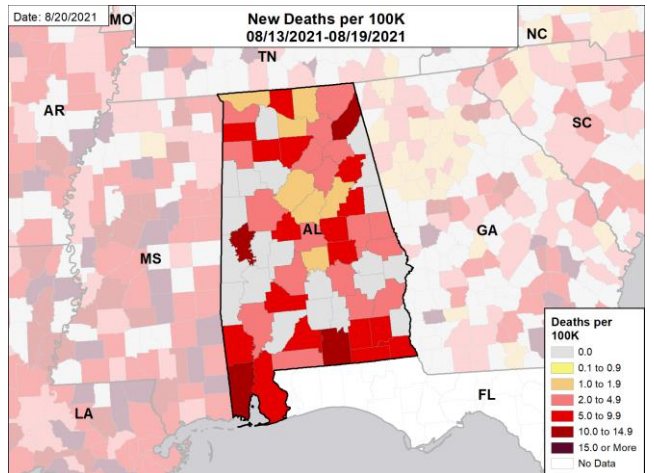 Date: 8/20/2021
New Deaths per 100K
08/13/2021-08/19/2021
MO
TN
NC
AR
SC
AL
MS
GA
LA
FL
Deaths per
100K
0.0
0.1 to 0.9
1.0 to 1.9
2.0 to 4.9
5.0 to 9.9
10.0 to 14.9
15.0 or More
No Data